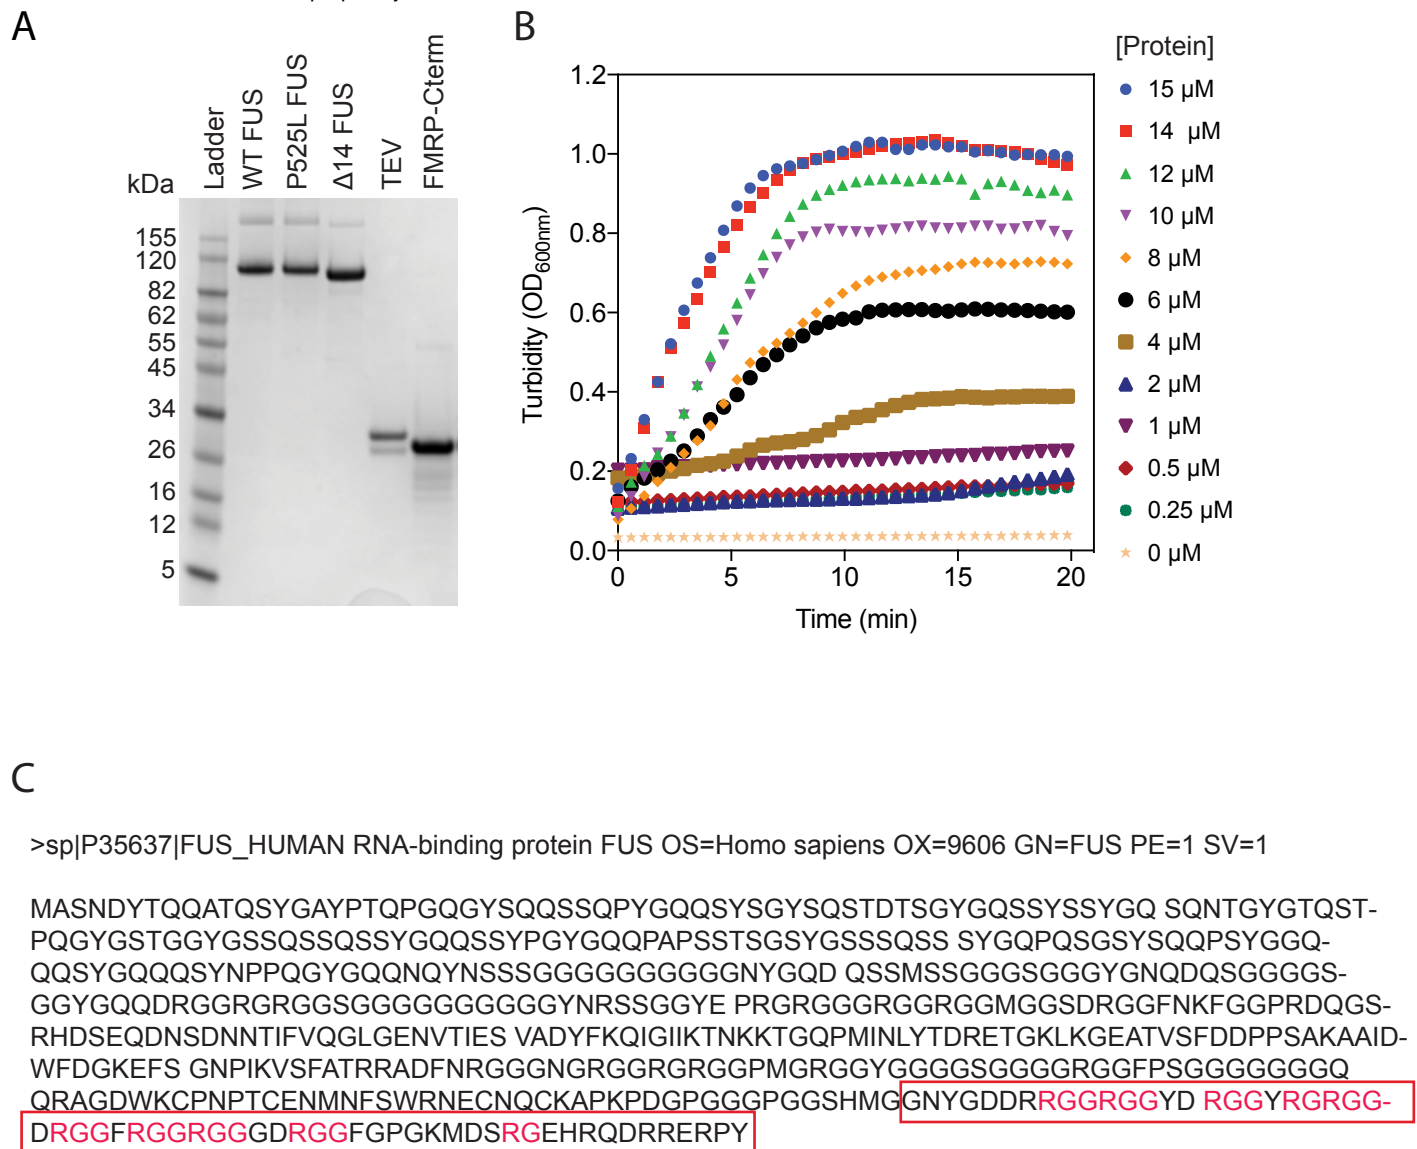 A
B
Ladder
WT FUS
P525L FUS
Δ14 FUS
TEV
FMRP-Cterm
kDa
155
120
82
62
55
45
34
26
16
12
5
Turbidity (OD600nm)
1.2
1.0
0.8
0.6
0.4
0.2
0.0
0 5 10 15 20
Time (min)
[Protein]
15 µM
14 µM
12 µM
10 µM
8 µM
6 µM
4 µM
2 µM
1 µM
0.5 µM
0.25 µM
0 µM
C
>sp|P35637|FUS_HUMAN RNA-binding protein FUS OS=Homo sapiens OX=9606 GN=FUS PE=1 SV=1
MASNDYTQQATQSYGAYPTQPGQGYSQQSSQPYGQQSYSGYSQSTDTSGYGQSSYSSYGQ SQNTGYGTQST-
PQGYGSTGGYGSSQSSQSSYGQQSSYPGYGQQPAPSSTSGSYGSSSQSS SYGQPQSGSYSQQPSYGGQ-
QQSYGQQQSYNPPQGYGQQNQYNSSSGGGGGGGGGGNYGQD QSSMSSGGGSGGGYGNQDQSGGGGS-
GGYGQQDRGGRGRGGSGGGGGGGGGGYNRSSGGYE PRGRGGGRGGRGGMGGSDRGGFNKFGGPRDQGS-
RHDSEQDNSDNNTIFVQGLGENVTIES VADYFKQIGIIKTNKKTGQPMINLYTDRETGKLKGEATVSFDDPPSAKAAID-
WFDGKEFS GNPIKVSFATRRADFNRGGGNGRGGRGRGGPMGRGGYGGGGSGGGGRGGFPSGGGGGGGQ
QRAGDWKCPNPTCENMNFSWRNECNQCKAPKPDGPGGGPGGSHMGGNYGDDRRGGRGGYD RGGYRGRGG-
DRGGFRGGRGGGDRGGFGPGKMDSRGEHRQDRRERPY